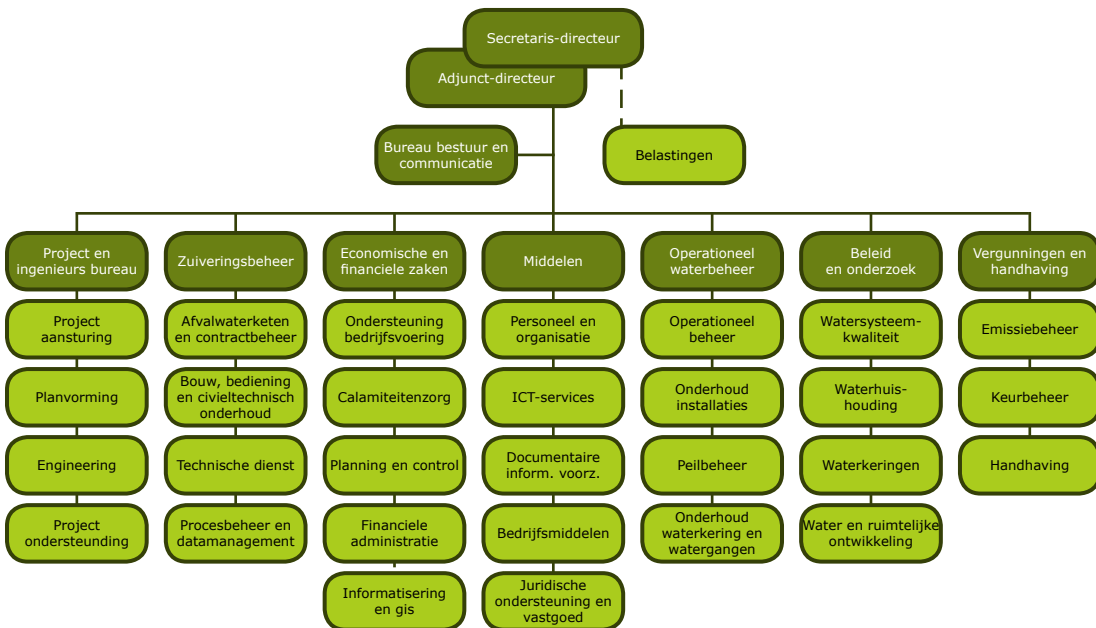 Secretaris-directeur
Adjunct-directeur
Bureau bestuur en
communicatie
Belastingen
Project en
ingenieurs bureau
Project
aansturing
Planvorming
Engineering
Project
ondersteunding
Zuiveringsbeheer
Afvalwaterketen
en contractbeheer
Bouw, bediening
en civieltechnisch
onderhoud
Technische dienst
Procesbeheer en
datamanagement
Economische en
financiele zaken
Ondersteuning
bedrijfsvoering
Calamiteitenzorg
Planning en control
Financiele
administratie
Informatisering
en gis
Middelen
Personeel en
organisatie
ICT-services
Documentaire
inform. voorz.
Bedrijfsmiddelen
Juridische
ondersteuning en
vastgoed
Operationeel
waterbeheer
Operationeel
beheer
Onderhoud
installaties
Peilbeheer
Onderhoud
waterkering en
watergangen
Beleid
en onderzoek
Watersysteem-
kwaliteit
Waterhuis-
houding
Waterkeringen
Water en ruimtelijke
ontwikkeling
Vergunningen en
handhaving
Emissiebeheer
Keurbeheer
Handhaving